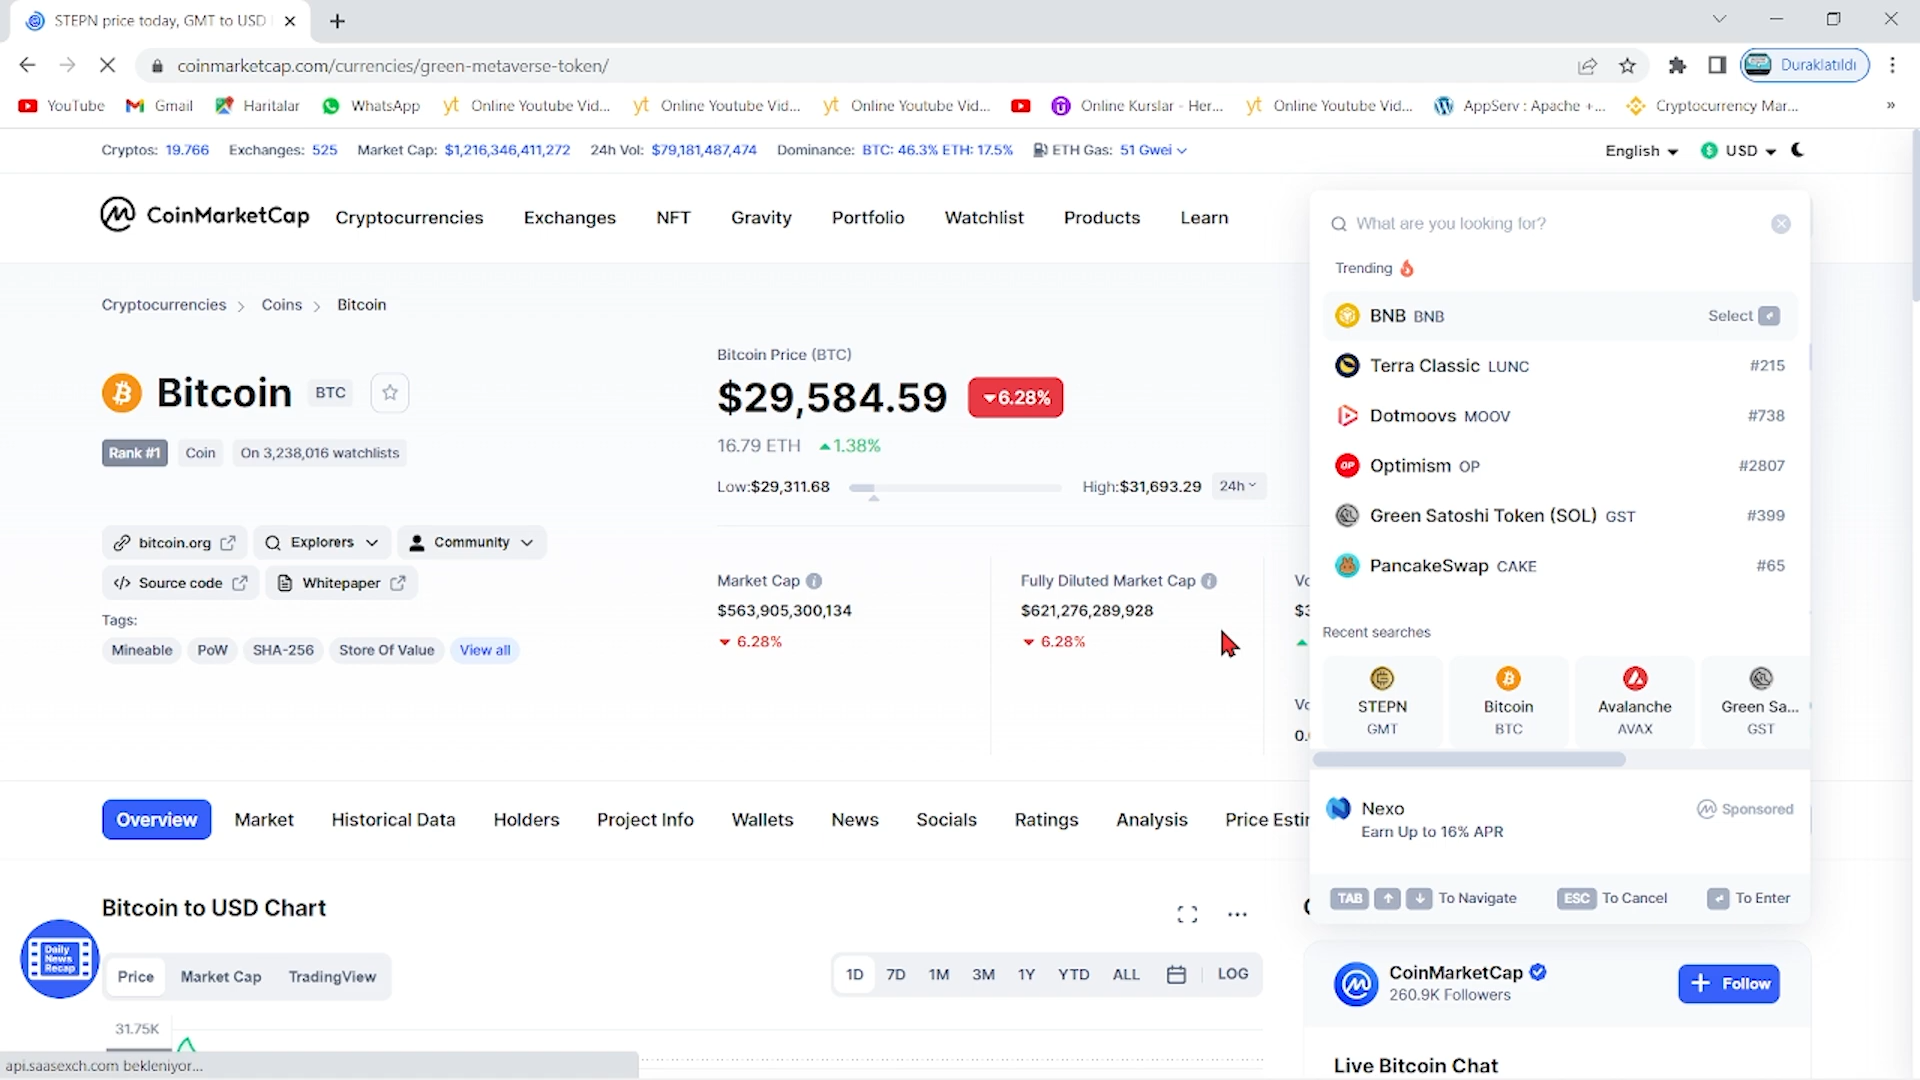 STEPN price today, GMT to USD
coinmarketcap.com/currencies/green-metaverse-token/
Duraklatıldı
YouTube
Gmail
Haritalar
WhatsApp
Online Youtube Vid...
Online Youtube Vid...
Online Youtube Vid...
Online Kurslar - Her...
Online Youtube Vid...
AppServ : Apache +...
Cryptocurrency Mar...
»
Cryptos: 19.766
Exchanges: 525
Market Cap: $1,216,346,411,272
24h Vol: $79,181,487,474
Dominance: BTC: 46.3% ETH: 17.5%
ETH Gas: 51 Gwei
English
USD
CoinMarketCap
Cryptocurrencies
Exchanges
NFT
Gravity
Portfolio
Watchlist
Products
Learn
Cryptocurrencies > Coins > Bitcoin
Bitcoin BTC
Rank #1
Coin
On 3,238,016 watchlists
bitcoin.org
Explorers
Community
Source code
Whitepaper
Tags:
Mineable
PoW
SHA-256
Store Of Value
View all
Bitcoin Price (BTC)
$29,584.59 6.28%
16.79 ETH 1.38%
Low:$29,311.68
High:$31,693.29
24h
Market Cap
$563,905,300,134
6.28%
Fully Diluted Market Cap
$621,276,289,928
6.28%
What are you looking for?
Trending
BNB BNB
Select
Terra Classic LUNC
#215
Dotmoovs MOOV
#738
Optimism OP
#2807
Green Satoshi Token (SOL) GST
#399
PancakeSwap CAKE
#65
Recent searches
STEPN
GMT
Bitcoin
BTC
Avalanche
AVAX
Green Sa...
GST
Nexo
Earn Up to 16% APR
Sponsored
TAB To Navigate
ESC To Cancel
To Enter
Overview
Market
Historical Data
Holders
Project Info
Wallets
News
Socials
Ratings
Analysis
Price Estim
Bitcoin to USD Chart
Daily
News
Recap
Price
Market Cap
TradingView
1D
7D
1M
3M
1Y
YTD
ALL
LOG
31.75K
CoinMarketCap
260.9K Followers
+ Follow
Live Bitcoin Chat
api.saasexch.com bekleniyor...